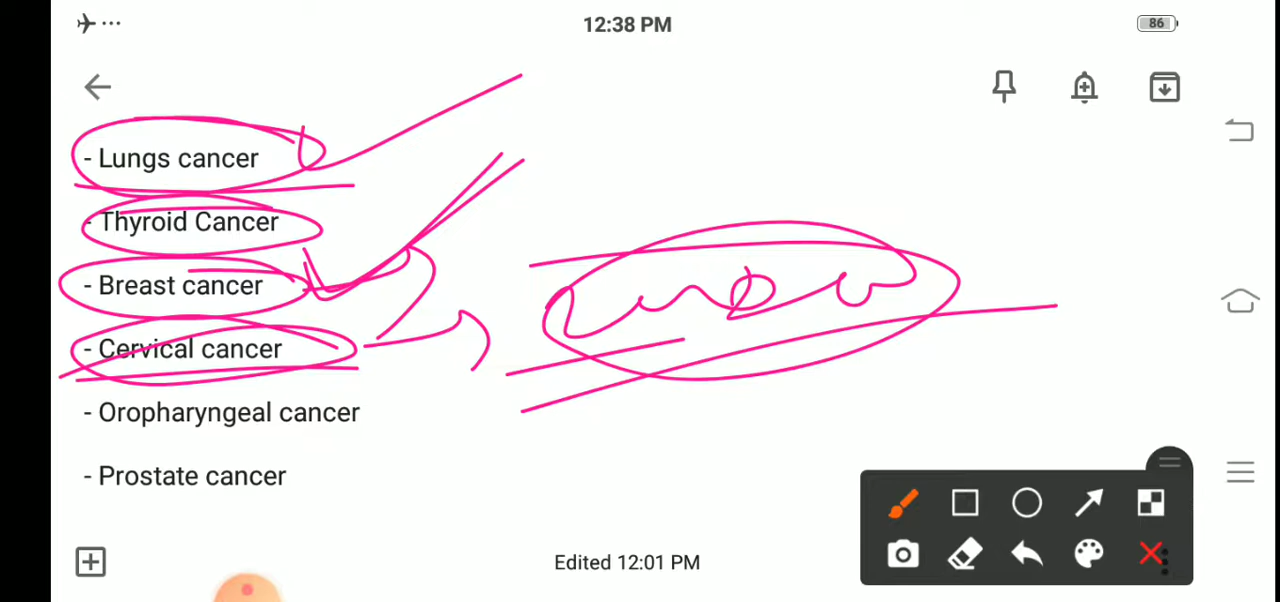 12:38 PM
86
- Lungs cancer
- Thyroid Cancer
- Breast cancer
- Cervical cancer
- Oropharyngeal cancer
- Prostate cancer
Edited 12:01 PM